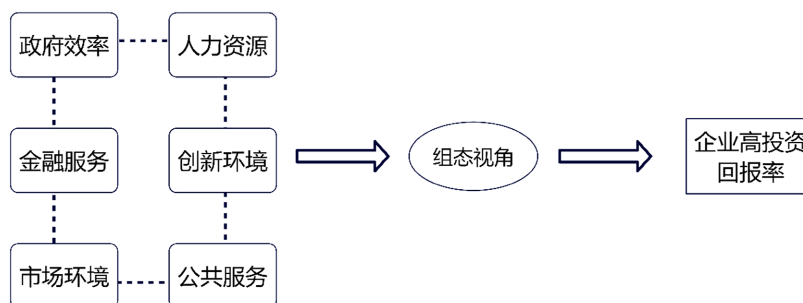 政府效率
人力资源
金融服务
创新环境
组态视角
企业高投资
回报率
市场环境
公共服务